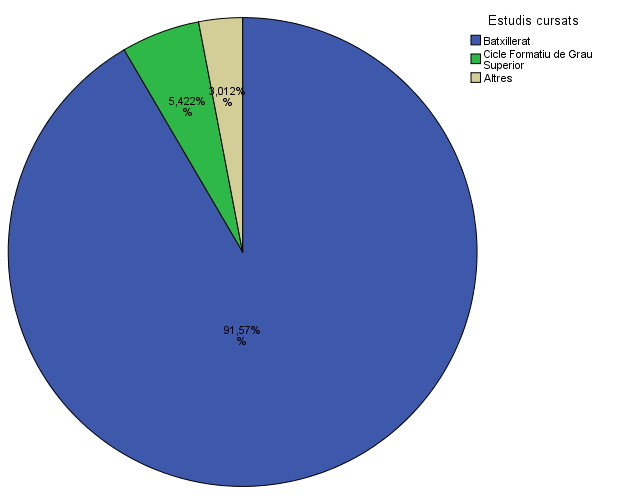 Estudis cursats
Batxillerat
Cicle Formatiu de Grau
Superior
Altres
3,012%
%
5,422%
%
91,57%
%